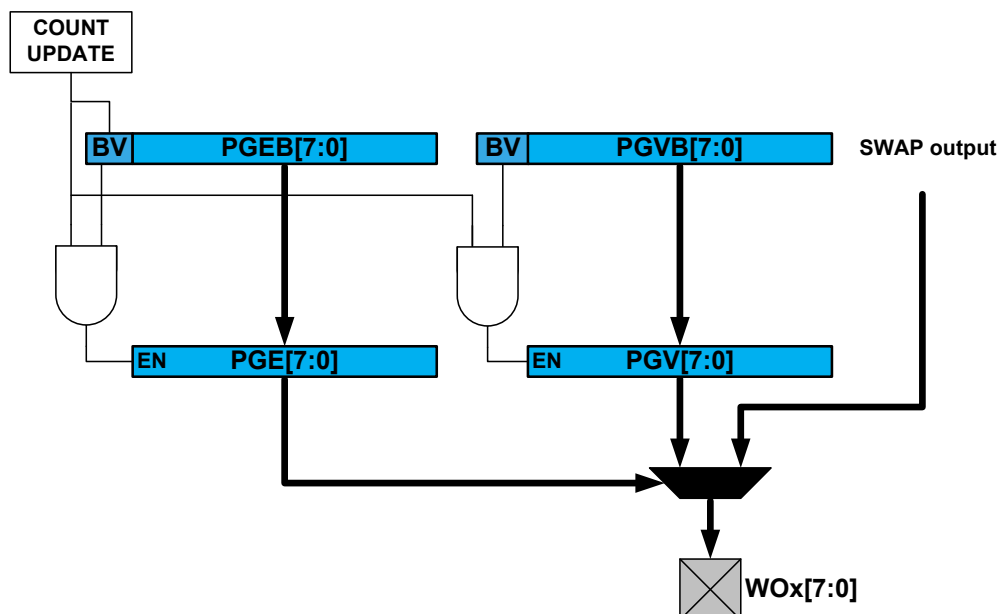 COUNT
UPDATE
BV PGEB[7:0]
BV PGVB[7:0]
SWAP output
EN PGE[7:0]
EN PGV[7:0]
WOx[7:0]